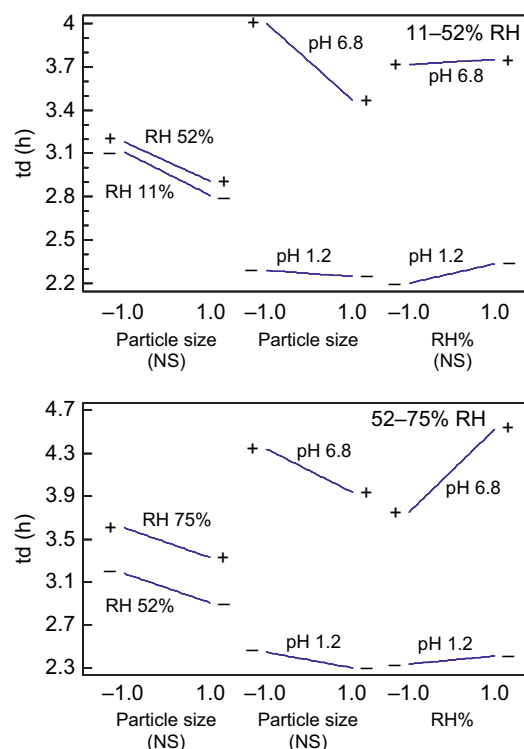 4
11–52% RH
pH 6.8
3.7
pH 6.8
3.4
RH 52%
3.1
RH 11%
2.8
td (h)
2.5
pH 1.2
pH 1.2
2.2
–1.0 1.0 –1.0 1.0 –1.0 1.0
Particle size Particle size RH%
(NS) (NS)
4.7
52–75% RH
4.3
pH 6.8
pH 6.8
3.9
RH 75%
3.5
td (h)
3.1
RH 52%
2.7
pH 1.2
pH 1.2
2.3
–1.0 1.0 –1.0 1.0 –1.0 1.0
Particle size Particle size RH%
(NS) (NS)